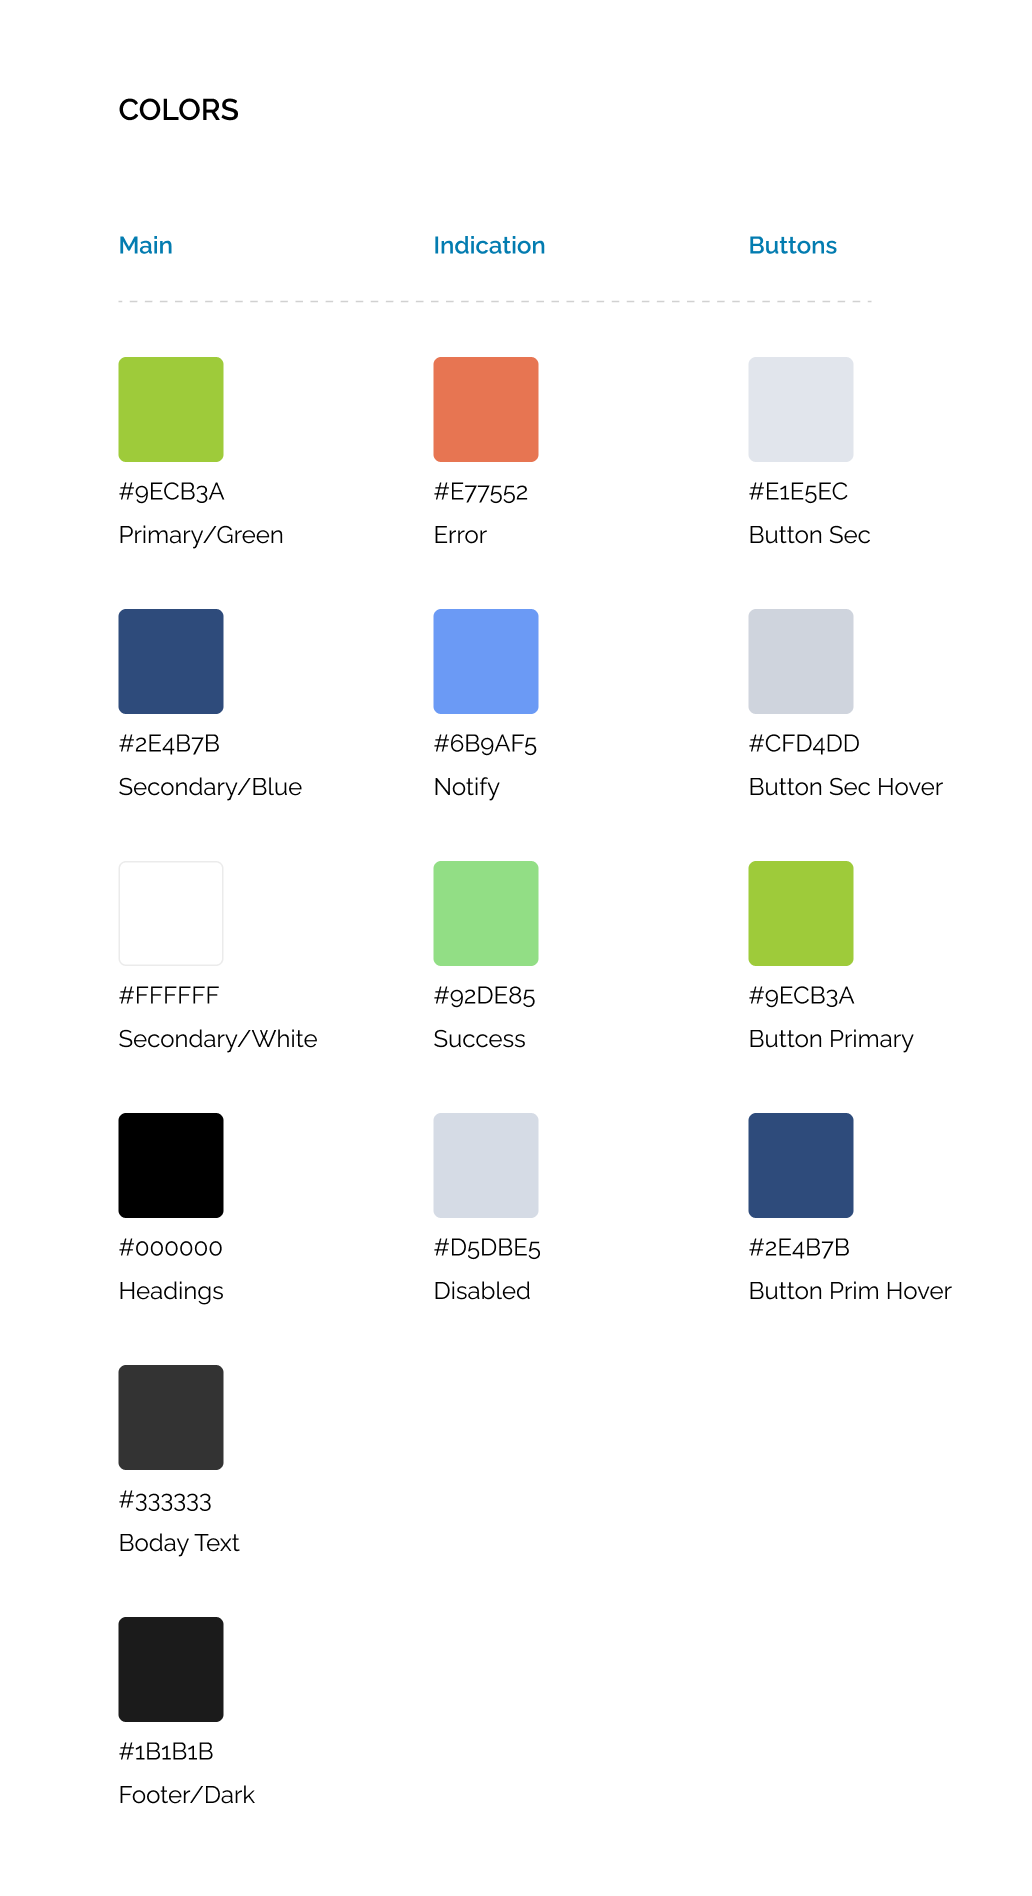 COLORS
Main
Indication
Buttons
#9ECB3A
Primary/Green
#E77552
Error
#E1E5EC
Button Sec
#2E4B7B
Secondary/Blue
#6B9AF5
Notify
#CFD4DD
Button Sec Hover
#FFFFFF
Secondary/White
#92DE85
Success
#9ECB3A
Button Primary
#000000
Headings
#D5DBE5
Disabled
#2E4B7B
Button Prim Hover
#333333
Boday Text
#1B1B1B
Footer/Dark